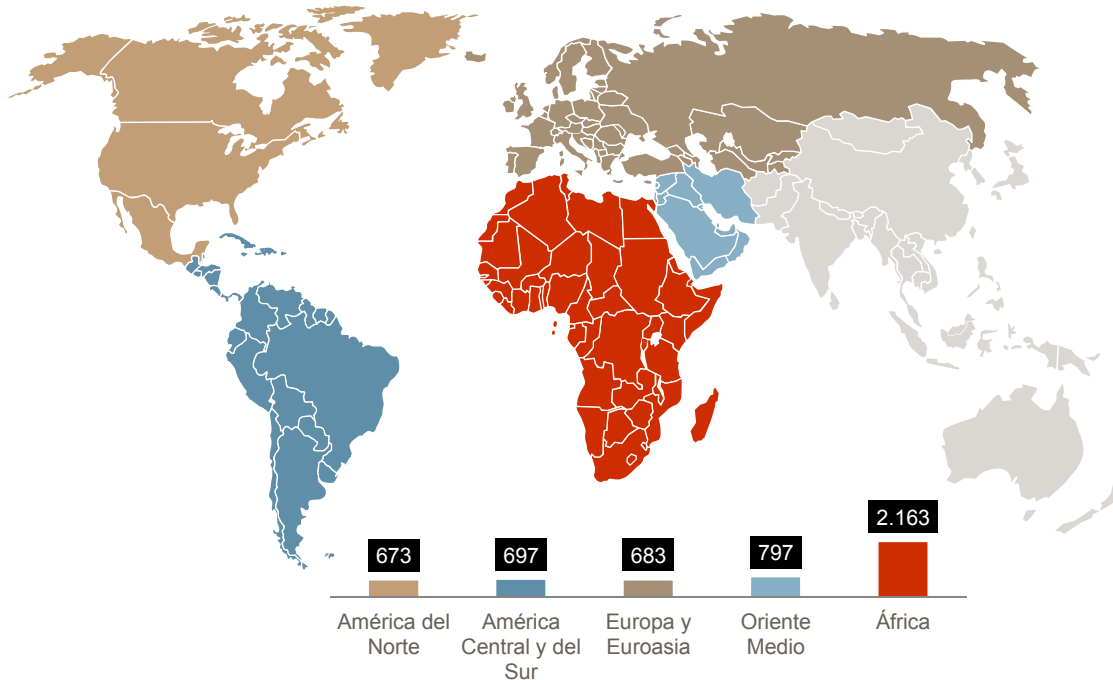 673
697
683
797
2.163
América del
Norte
América
Central y del
Sur
Europa y
Euroasia
Oriente
Medio
África